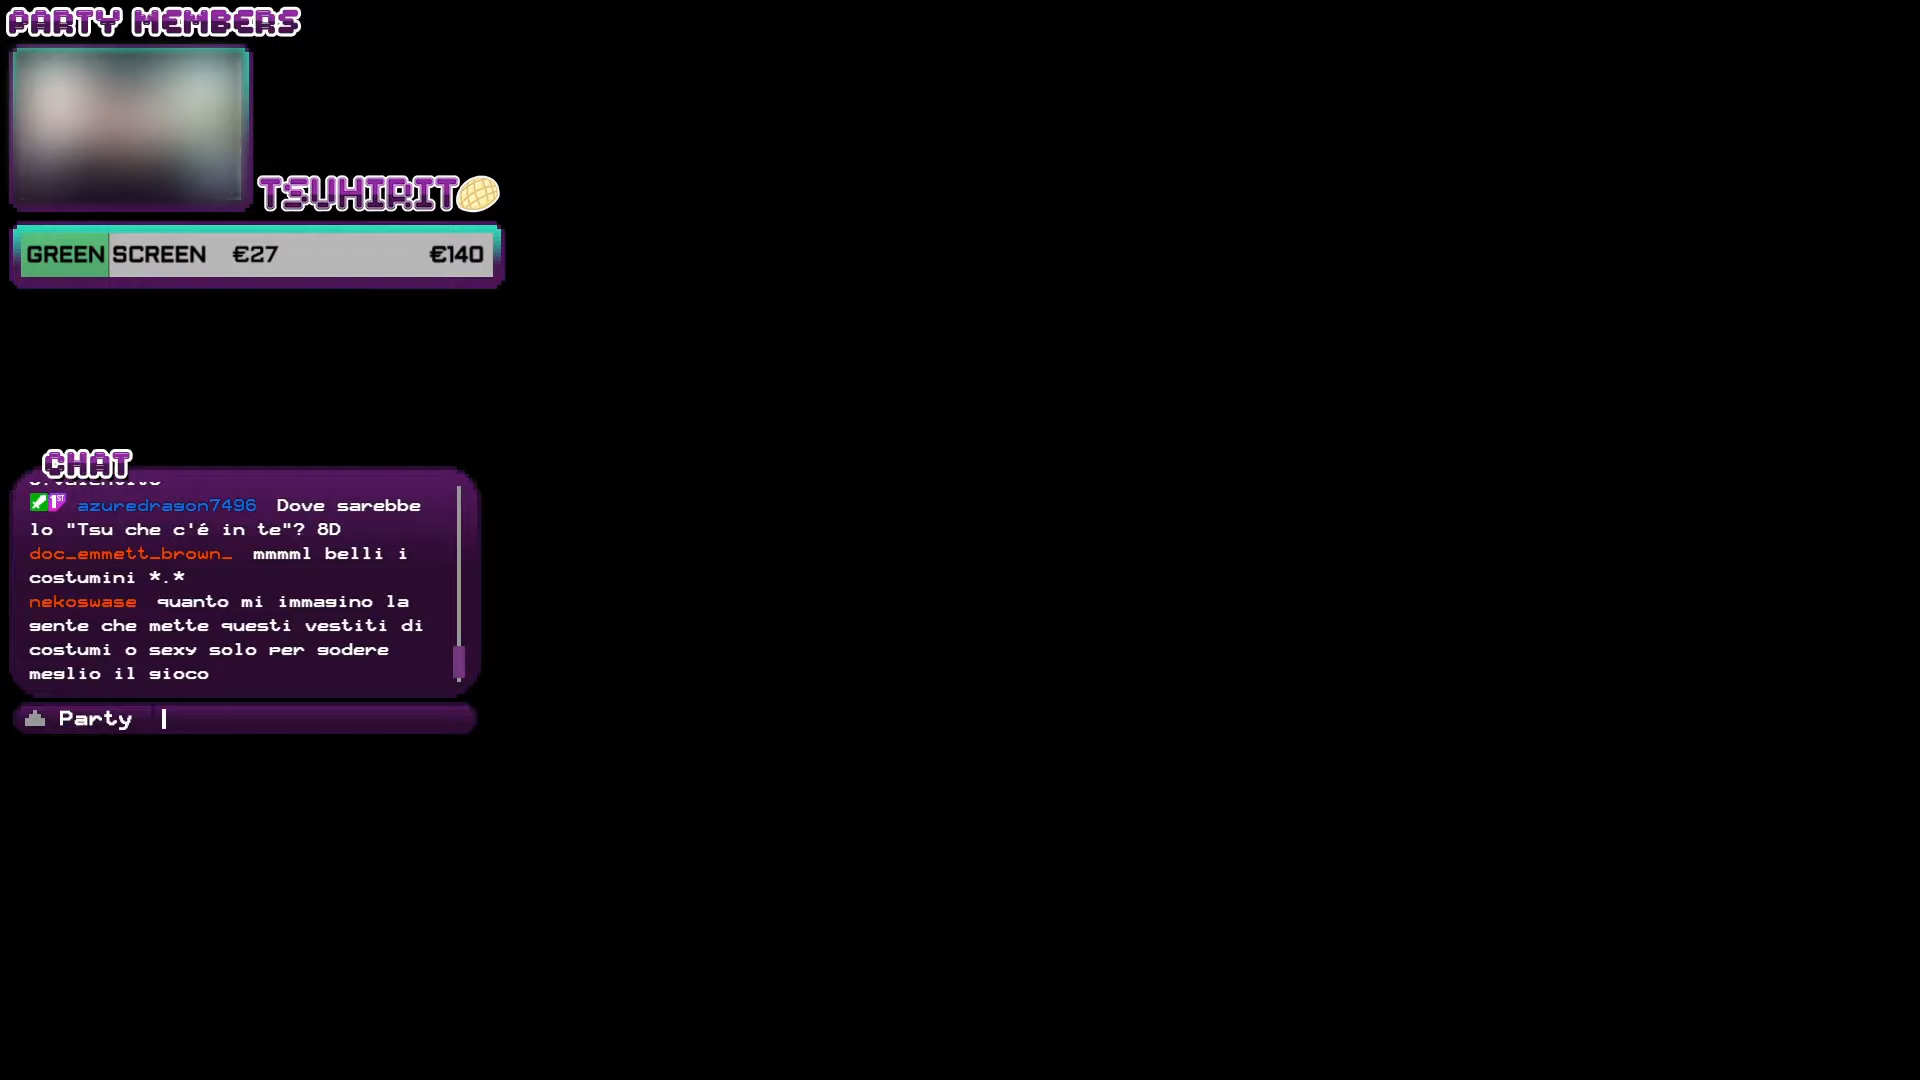 PARTY MEMBERS
TSUHIRIT
GREEN SCREEN €27 €140
CHAT
1ST azuredragon7496 Dove sarebbe
lo "Tsu che c'é in te"? 8D
doc_emmett_brown_ mmmml belli i
costumini *.*
nekoswase quanto mi immagino la
gente che mette questi vestiti di
costumi o sexy solo per godere
meglio il gioco
Party